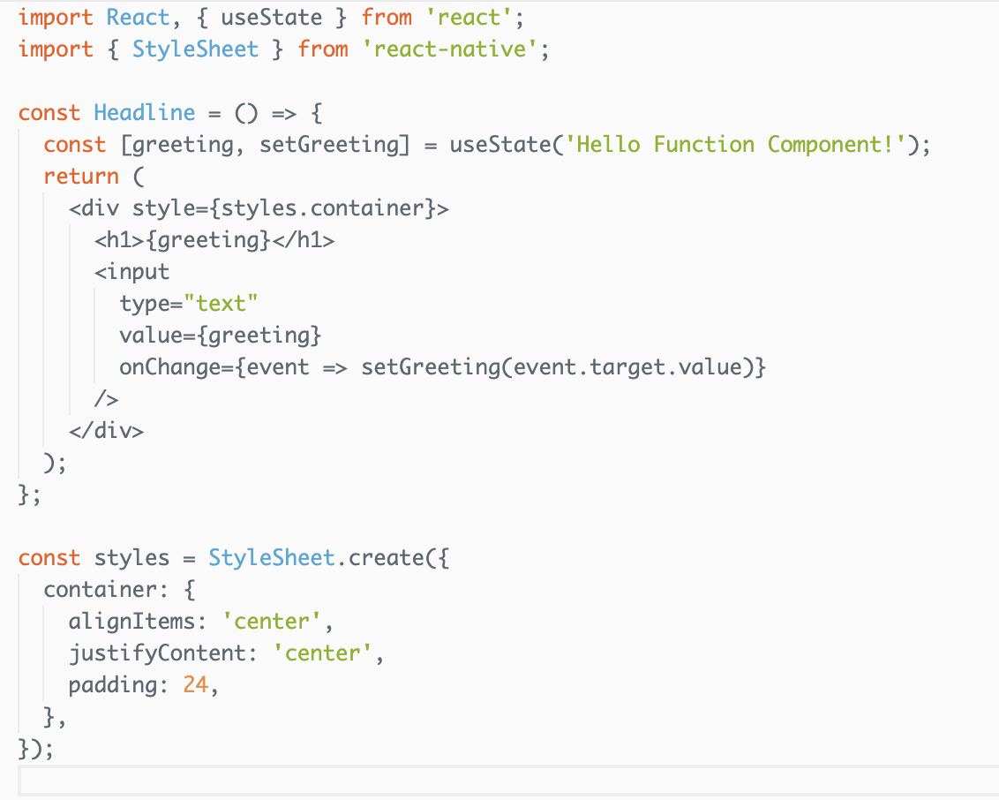 import React, { useState } from 'react';
import { StyleSheet } from 'react-native';
const Headline = () => {
  const [greeting, setGreeting] = useState('Hello Function Component!');
  return (
    <div style={styles.container}>
      <h1>{greeting}</h1>
      <input
        type="text"
        value={greeting}
        onChange={event => setGreeting(event.target.value)}
      />
    </div>
  );
};
const styles = StyleSheet.create({
  container: {
    alignItems: 'center',
    justifyContent: 'center',
    padding: 24,
  },
});